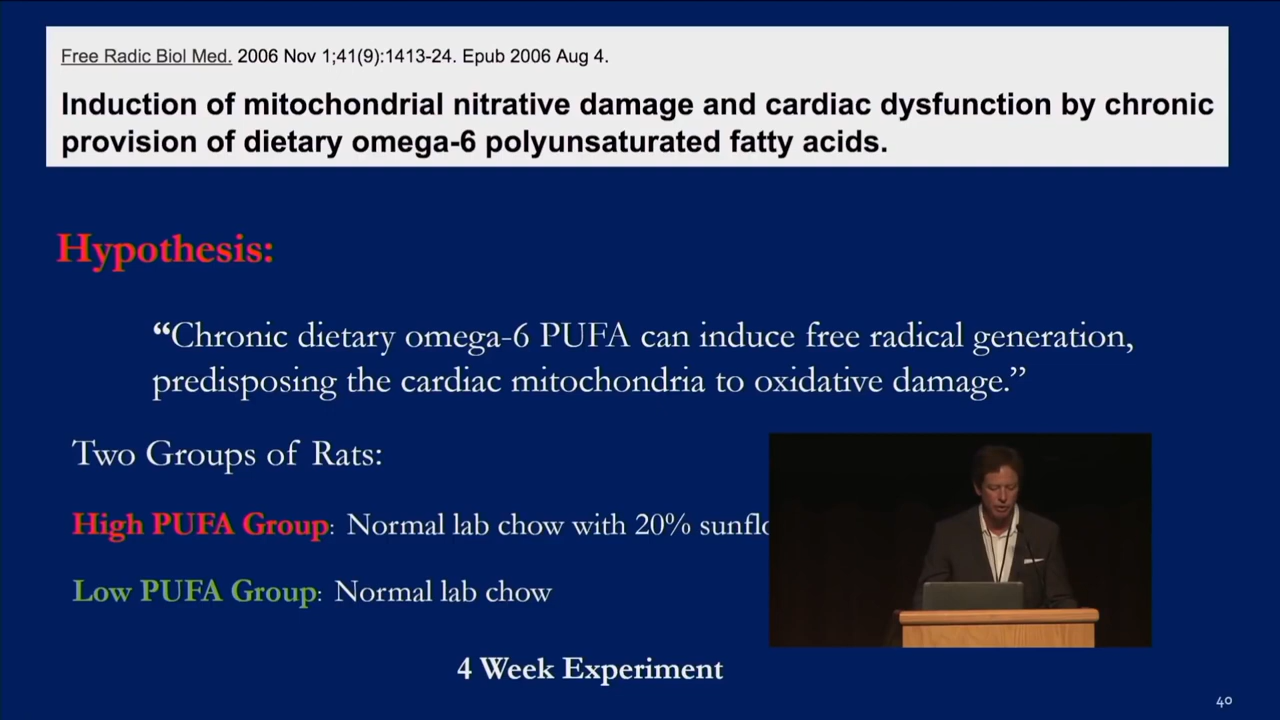 Free Radic Biol Med. 2006 Nov 1;41(9):1413-24. Epub 2006 Aug 4.
Induction of mitochondrial nitrative damage and cardiac dysfunction by chronic
provision of dietary omega-6 polyunsaturated fatty acids.
Hypothesis:
“Chronic dietary omega-6 PUFA can induce free radical generation,
predisposing the cardiac mitochondria to oxidative damage.”
Two Groups of Rats:
High PUFA Group: Normal lab chow with 20%
Low PUFA Group: Normal lab chow
4 Week Experiment
40